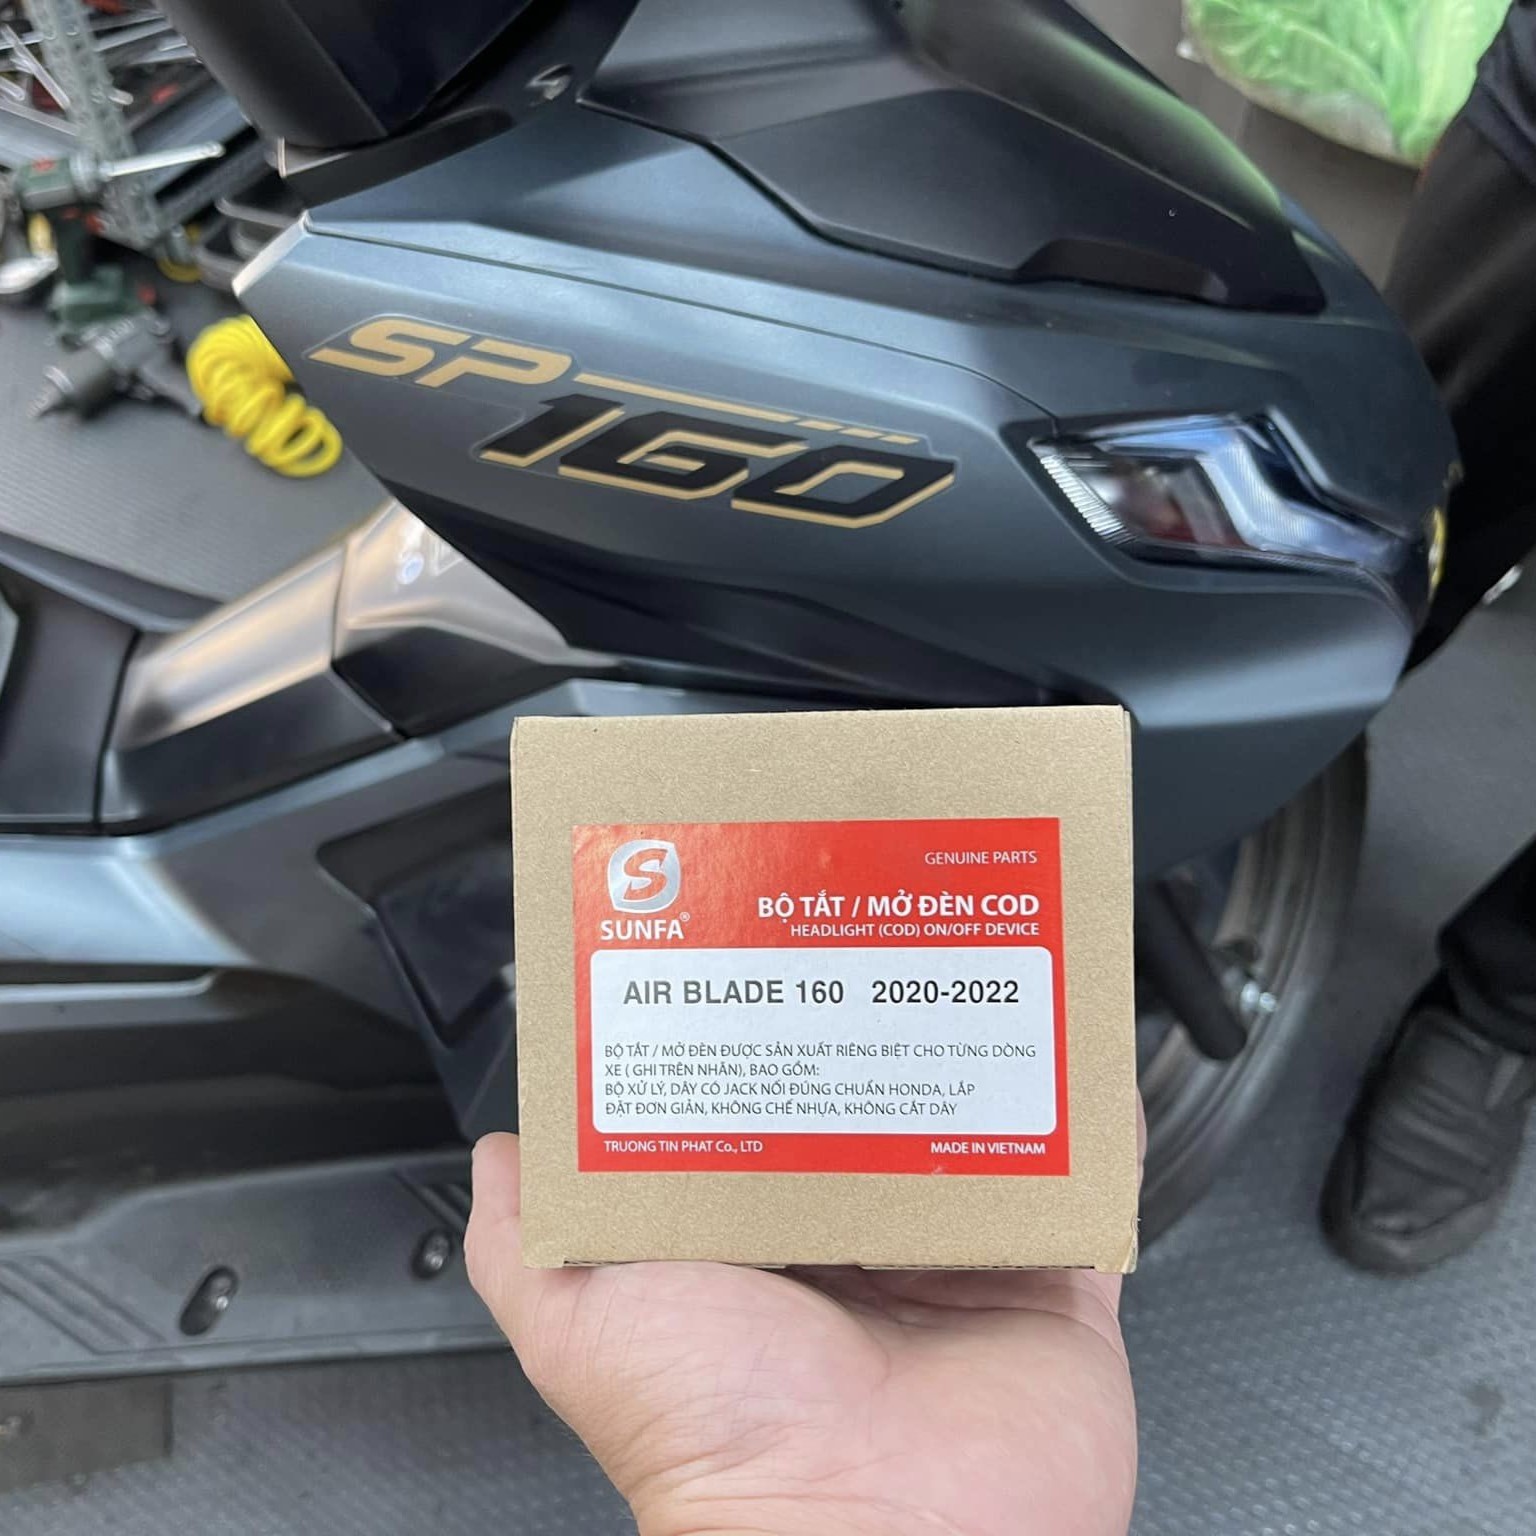 SP
160
S
SUNFA®
GENUINE PARTS
BỘ TẮT / MỞ ĐÈN COD
HEADLIGHT (COD) ON/OFF DEVICE
AIR BLADE 160 2020-2022
BỘ TẮT / MỞ ĐÈN ĐƯỢC SẢN XUẤT RIÊNG BIỆT CHO TỪNG DÒNG
XE ( GHI TRÊN NHÃN), BAO GỒM:
BỘ XỬ LÝ, DÂY CÓ JACK NỐI ĐÚNG CHUẨN HONDA, LẮP
ĐẶT ĐƠN GIẢN, KHÔNG CHẾ NHỰA, KHÔNG CẮT DÂY
TRUONG TIN PHAT Co., LTD
MADE IN VIETNAM